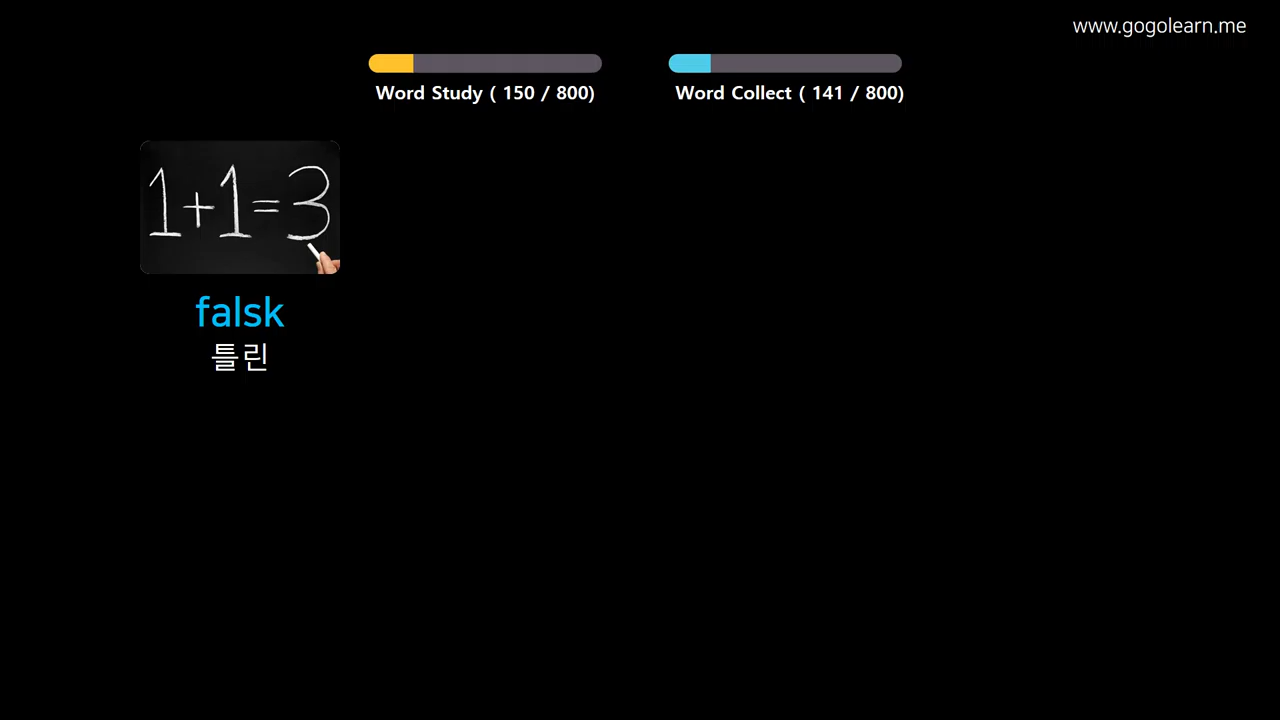 www.gogolearn.me
Word Study ( 150 / 800)
Word Collect ( 141 / 800)
1+1=3
falsk
틀린